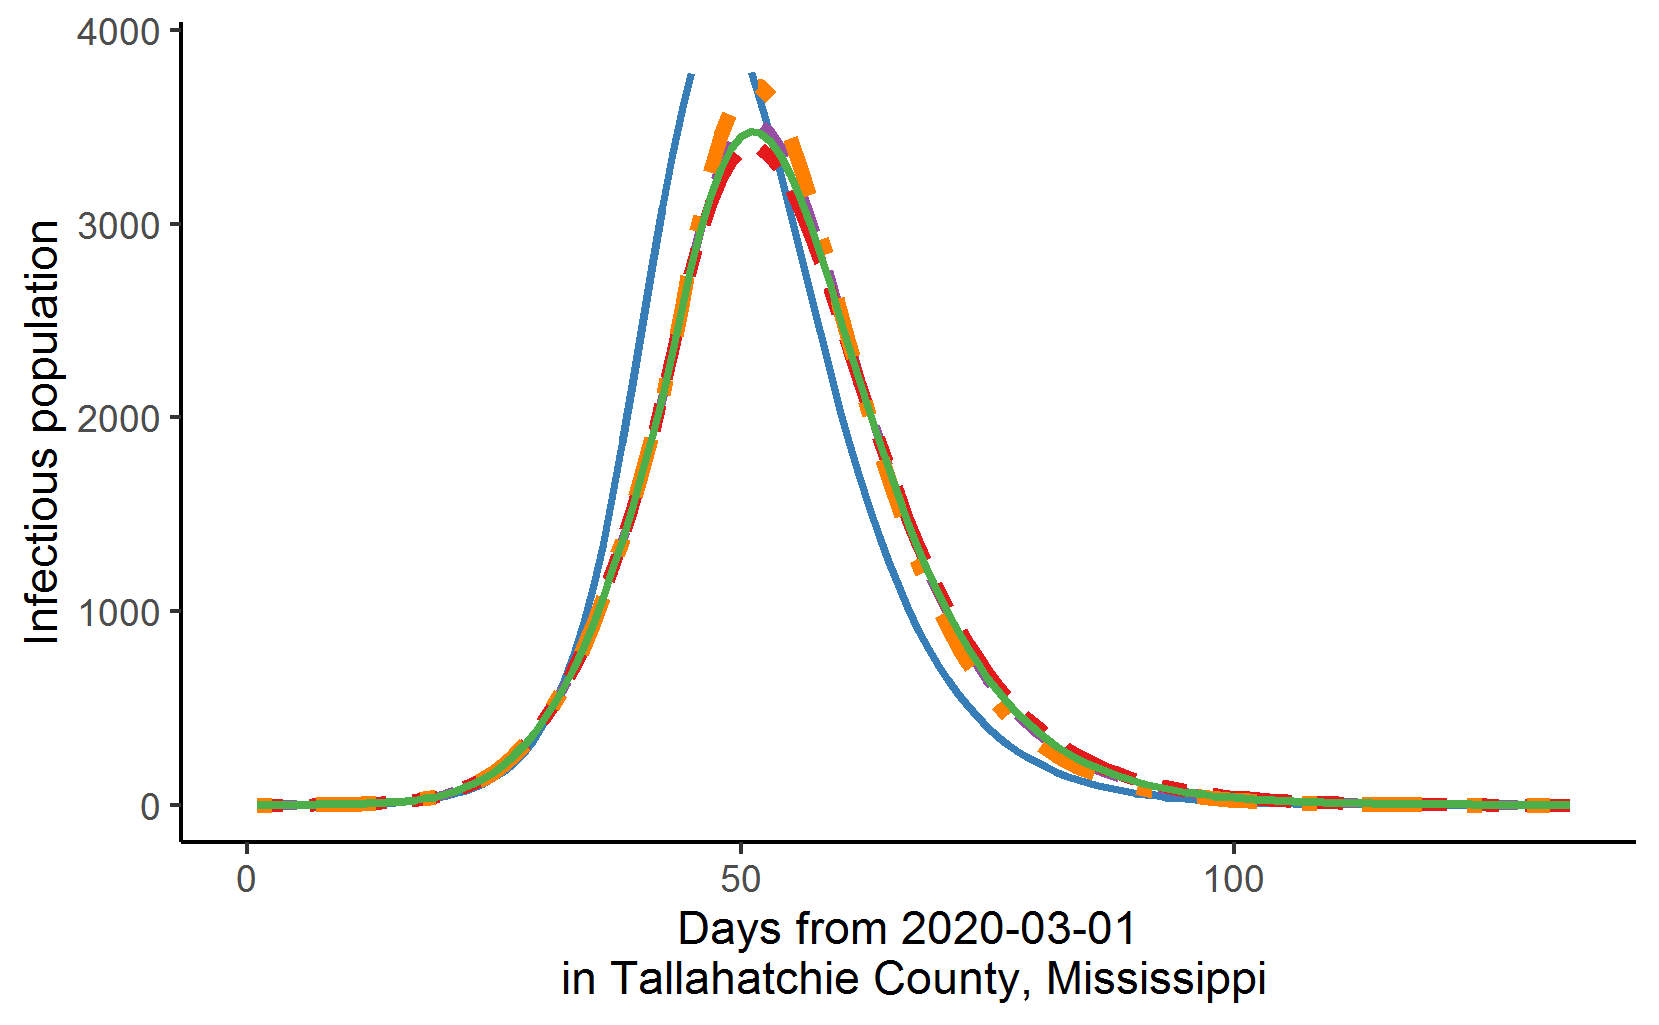 4000
3000
2000
1000
0
Infectious population
0 50 100
Days from 2020-03-01
in Tallahatchie County, Mississippi